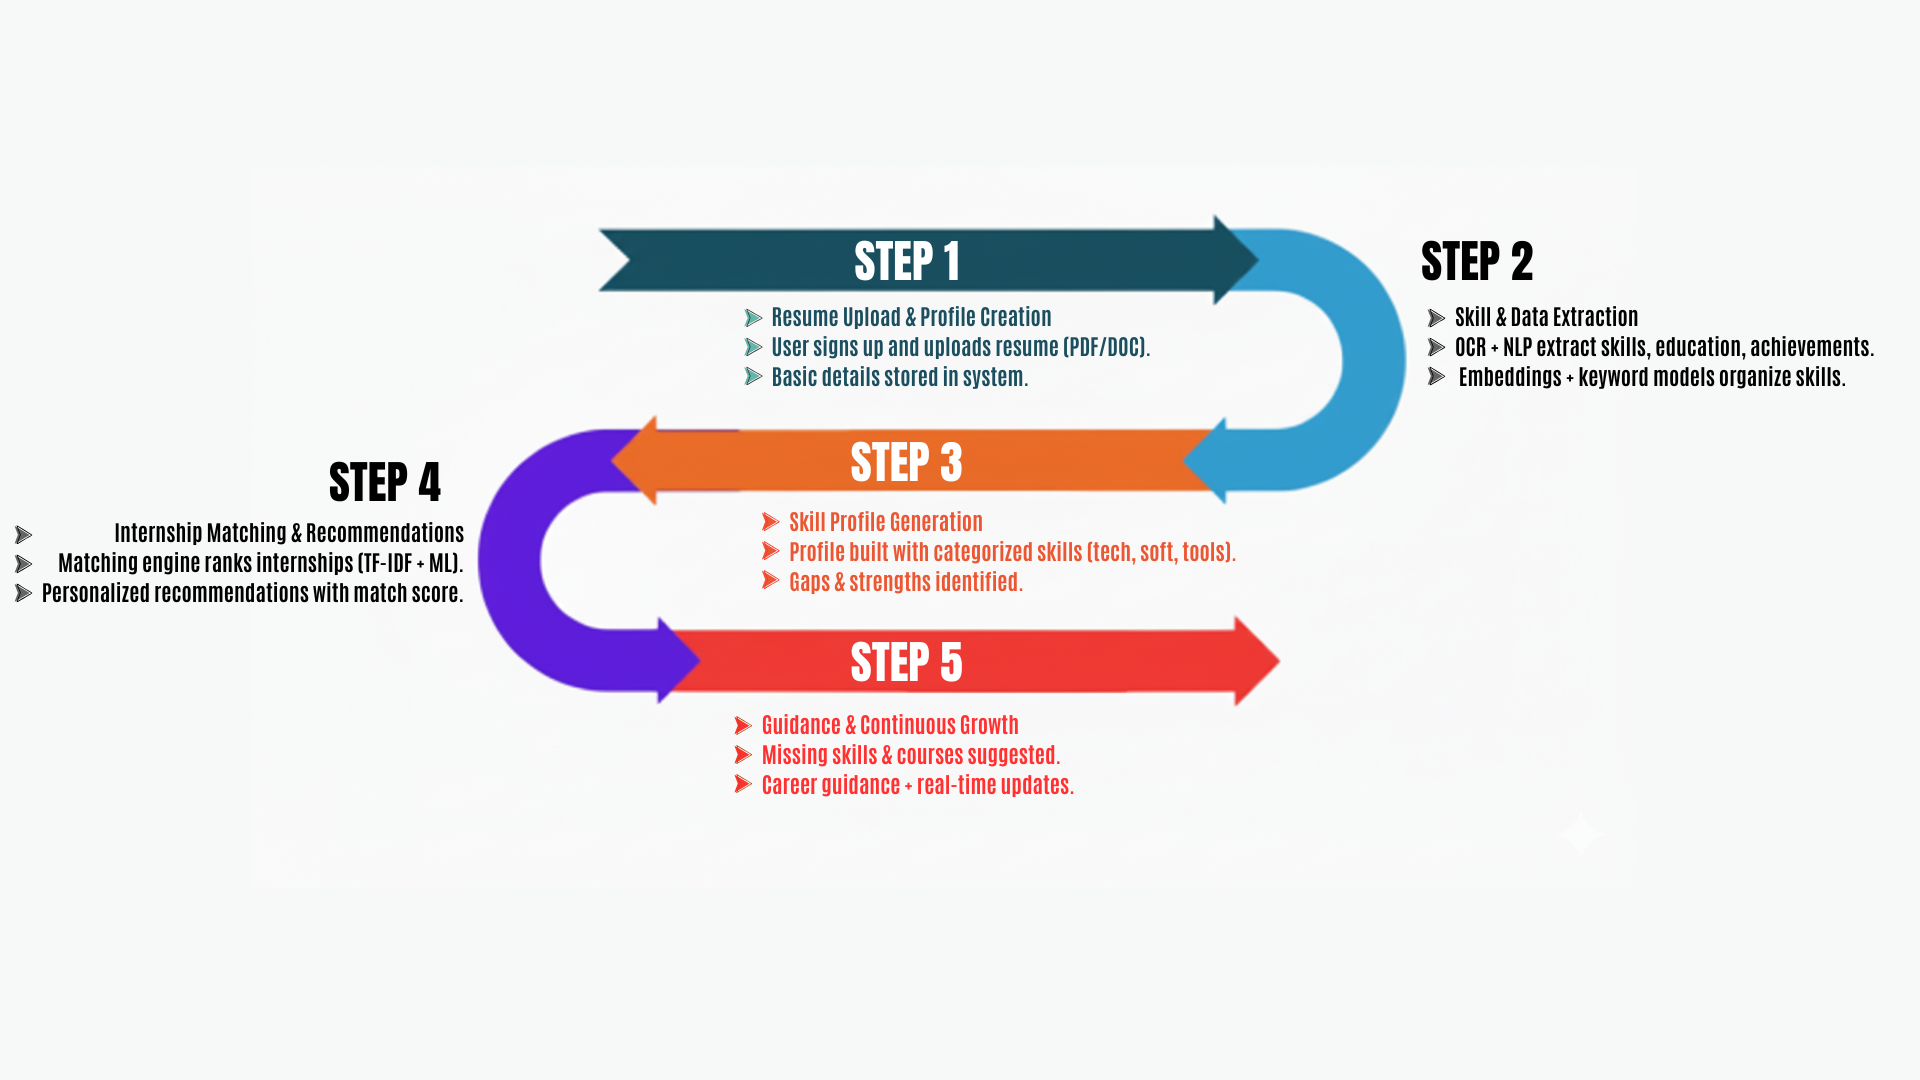 STEP 1
Resume Upload & Profile Creation
User signs up and uploads resume (PDF/DOC).
Basic details stored in system.
STEP 2
Skill & Data Extraction
OCR + NLP extract skills, education, achievements.
Embeddings + keyword models organize skills.
STEP 3
Skill Profile Generation
Profile built with categorized skills (tech, soft, tools).
Gaps & strengths identified.
STEP 4
Internship Matching & Recommendations
Matching engine ranks internships (TF-IDF + ML).
Personalized recommendations with match score.
STEP 5
Guidance & Continuous Growth
Missing skills & courses suggested.
Career guidance + real-time updates.